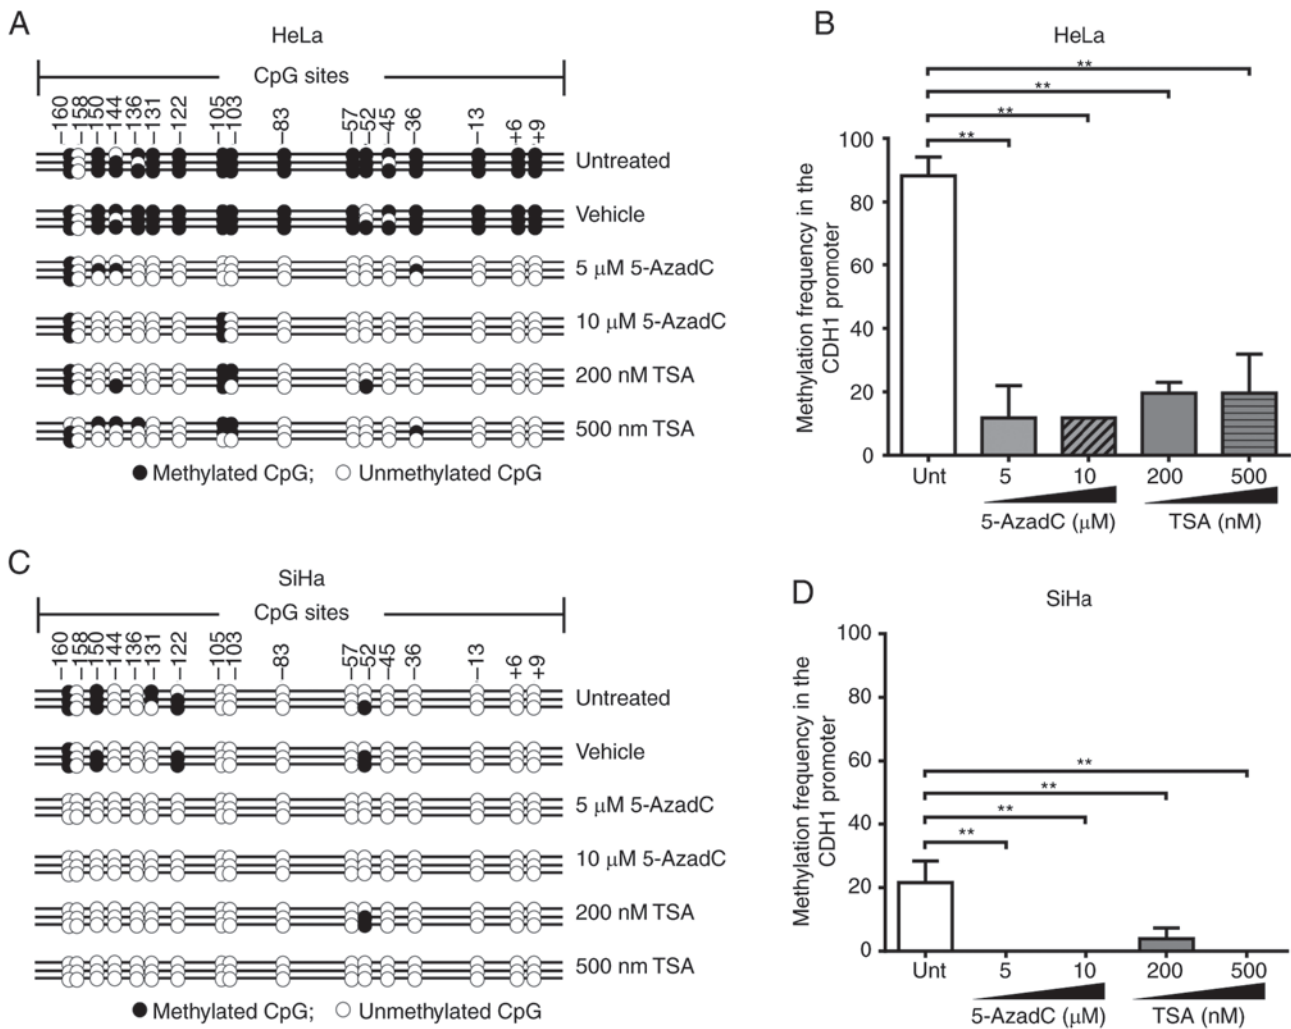 A
HeLa
CpG sites
−160 −158 −150 −144 −136 −131 −122 −105 −103 −83 −57 −52 −45 −36 −13 +6 +9
Untreated
Vehicle
5 μM 5-AzadC
10 μM 5-AzadC
200 nM TSA
500 nm TSA
Methylated CpG; Unmethylated CpG
B
HeLa
**
**
**
**
Methylation frequency in the
CDH1 promoter
100
80
60
40
20
0
Unt 5 10 200 500
5-AzadC (μM) TSA (nM)
C
SiHa
CpG sites
−160 −158 −150 −144 −136 −131 −122 −105 −103 −83 −57 −52 −45 −36 −13 +6 +9
Untreated
Vehicle
5 μM 5-AzadC
10 μM 5-AzadC
200 nM TSA
500 nm TSA
Methylated CpG; Unmethylated CpG
D
SiHa
**
**
**
**
Methylation frequency in the
CDH1 promoter
100
80
60
40
20
0
Unt 5 10 200 500
5-AzadC (μM) TSA (nM)